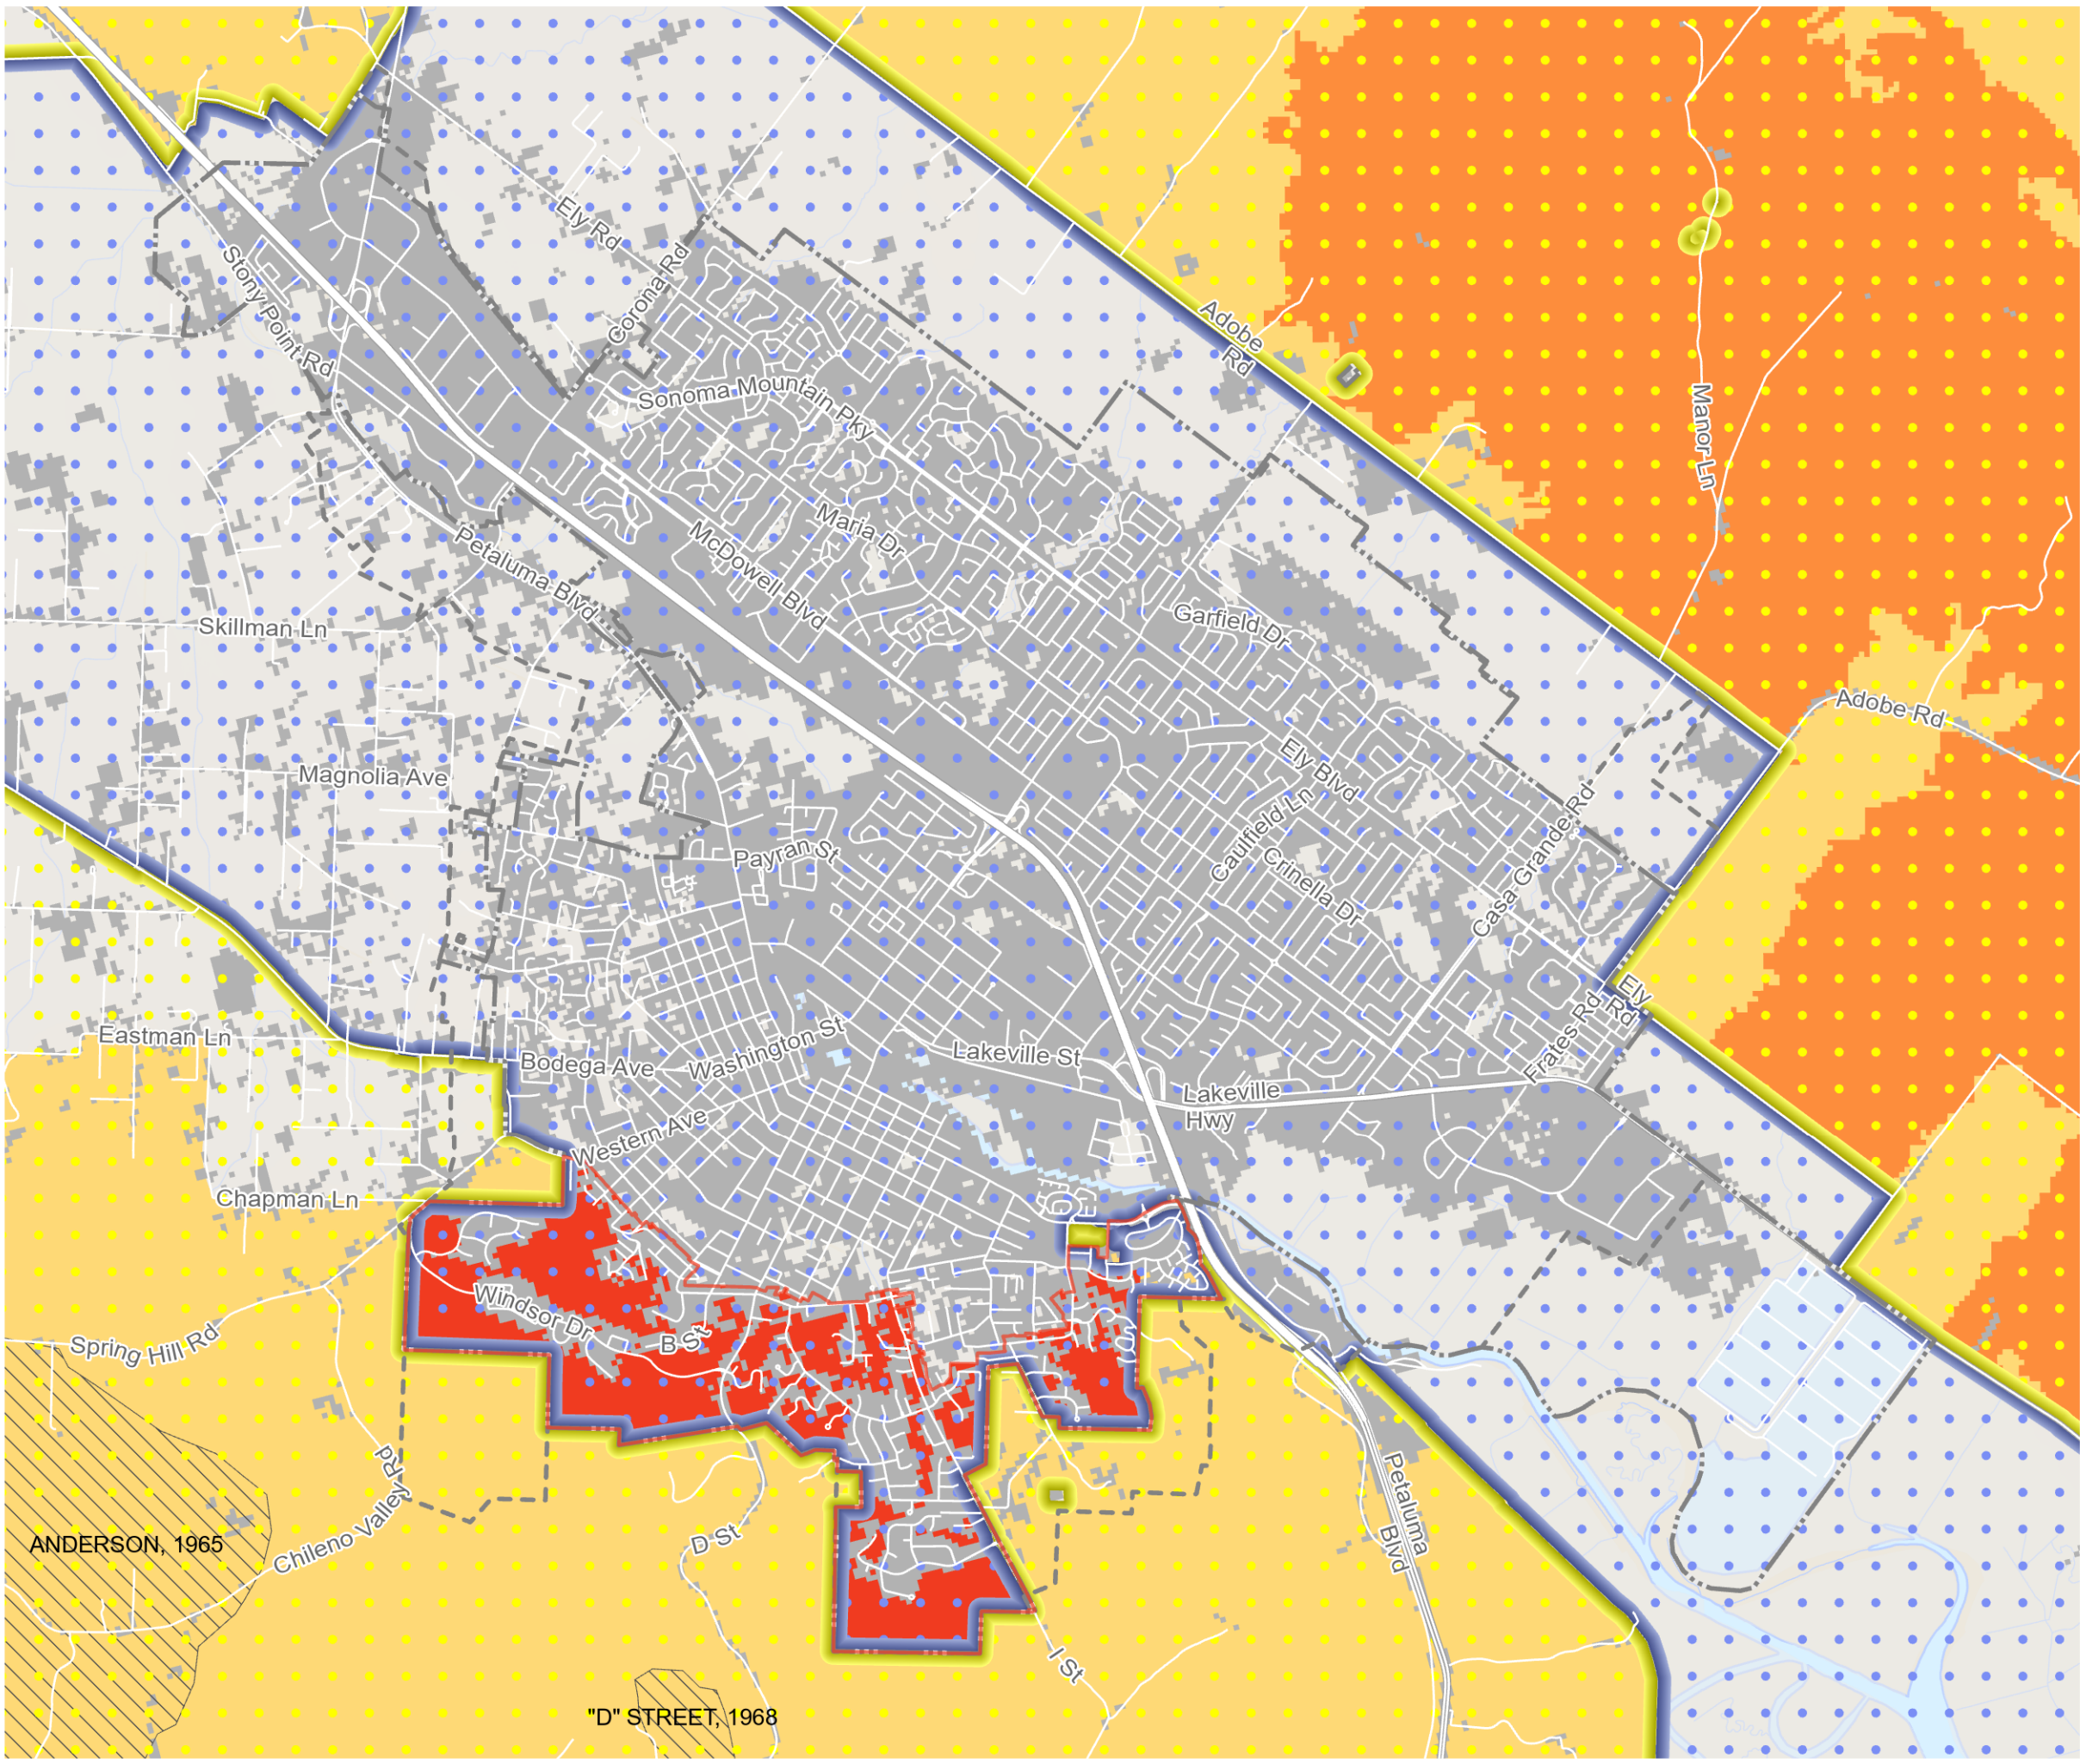 Ely Rd
Corona Rd
Stony Point Rd
Adobe
Rd
Sonoma Mountain Pky
Manor Ln
Maria Dr
McDowell Blvd
Petaluma Blvd
Garfield Dr
Skillman Ln
Adobe Rd
Magnolia Ave
Ely Blvd
Caulfield Ln
Crinella Dr
Casa Grande Rd
Payran St
Ely
Rd
Frates Rd
Eastman Ln
Bodega Ave
Washington St
Lakeville St
Lakeville
Hwy
Western Ave
Chapman Ln
Windsor Dr
B St
Spring Hill Rd
Chileno Valley Rd
D St
Petaluma
Blvd
ANDERSON, 1965
I St
"D" STREET, 1968